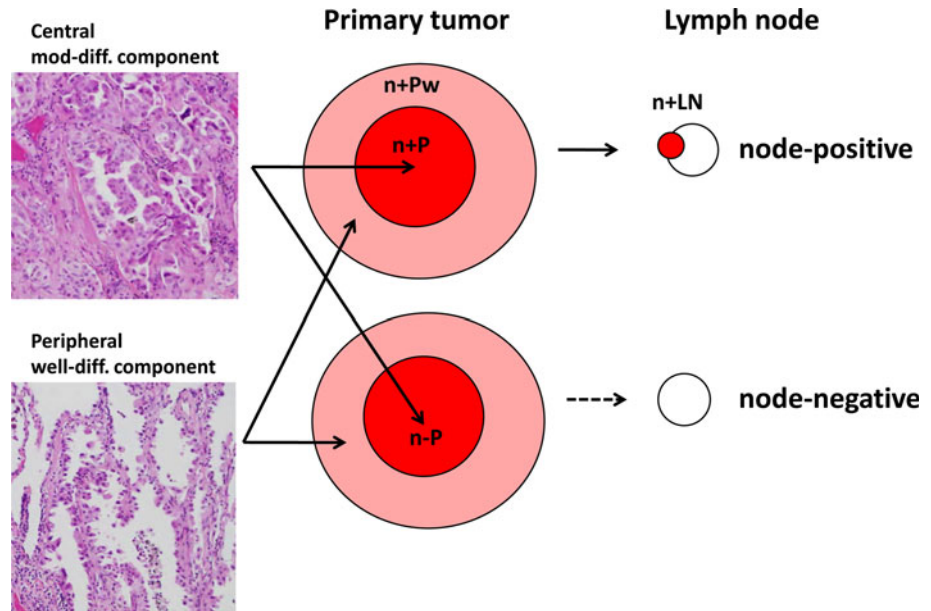 Primary tumor
Lymph node
Central
mod-diff. component
n+Pw
n+P
n+LN
node-positive
Peripheral
well-diff. component
n-P
node-negative